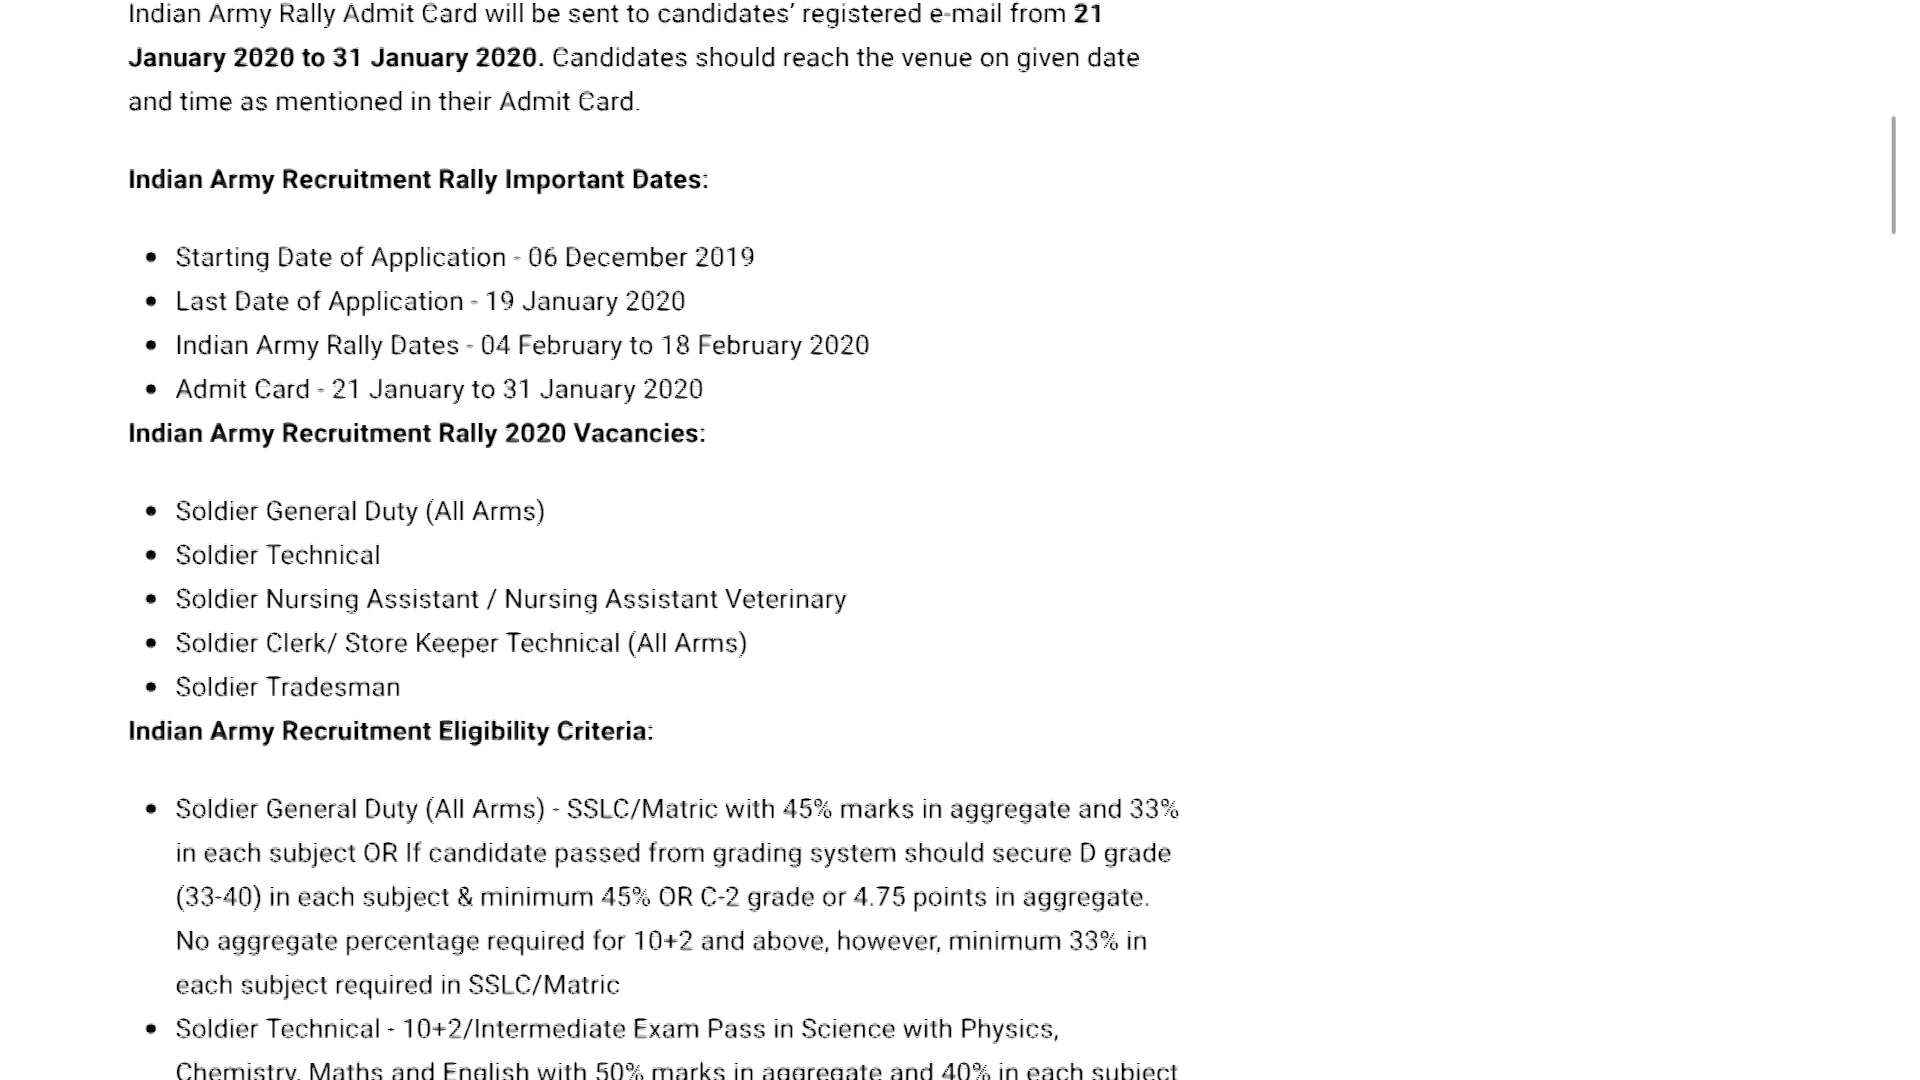 Indian Army Rally Admit Card will be sent to candidates’ registered e-mail from 21
January 2020 to 31 January 2020. Candidates should reach the venue on given date
and time as mentioned in their Admit Card.
Indian Army Recruitment Rally Important Dates:
• Starting Date of Application - 06 December 2019
• Last Date of Application - 19 January 2020
• Indian Army Rally Dates - 04 February to 18 February 2020
• Admit Card - 21 January to 31 January 2020
Indian Army Recruitment Rally 2020 Vacancies:
• Soldier General Duty (All Arms)
• Soldier Technical
• Soldier Nursing Assistant / Nursing Assistant Veterinary
• Soldier Clerk/ Store Keeper Technical (All Arms)
• Soldier Tradesman
Indian Army Recruitment Eligibility Criteria:
• Soldier General Duty (All Arms) - SSLC/Matric with 45% marks in aggregate and 33%
in each subject OR If candidate passed from grading system should secure D grade
(33-40) in each subject & minimum 45% OR C-2 grade or 4.75 points in aggregate.
No aggregate percentage required for 10+2 and above, however, minimum 33% in
each subject required in SSLC/Matric
• Soldier Technical - 10+2/Intermediate Exam Pass in Science with Physics,
Chemistry, Maths and English with 50% marks in aggregate and 40% in each subject